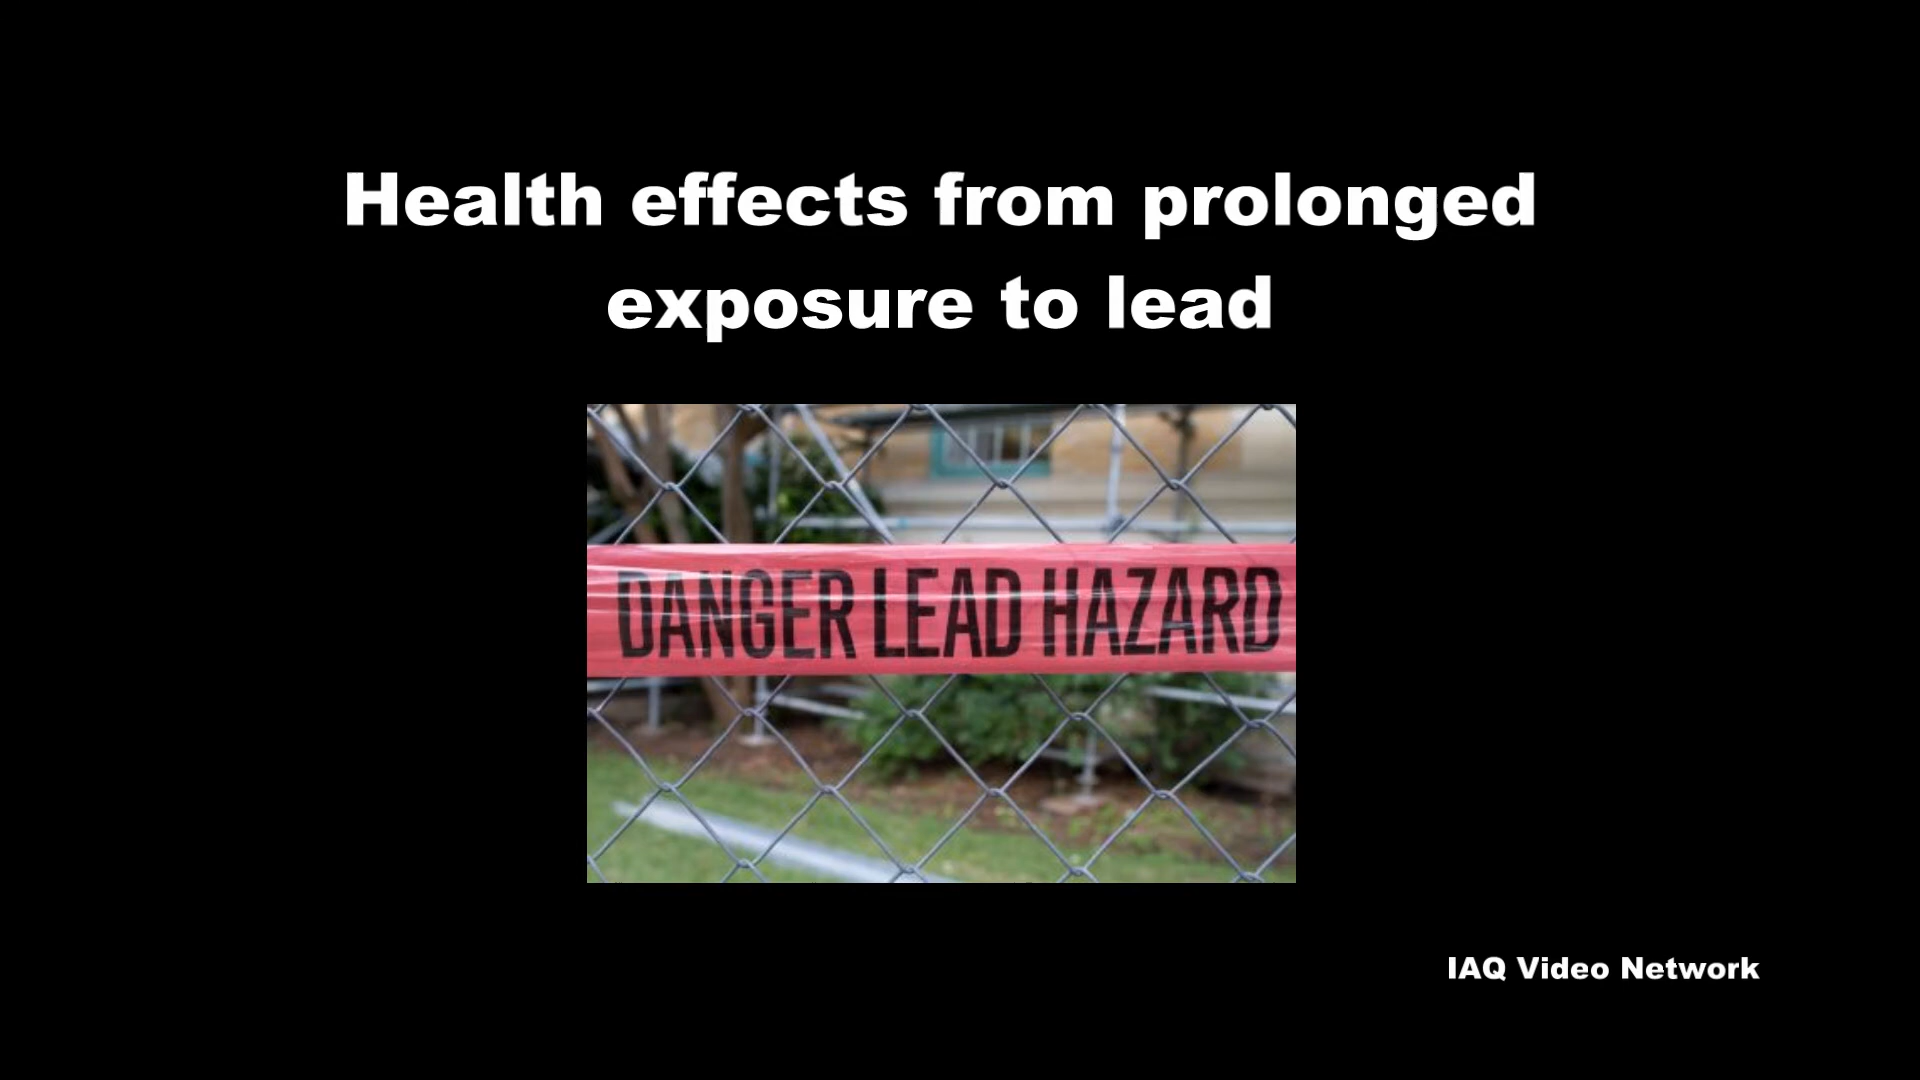 Health effects from prolonged
exposure to lead
DANGER LEAD HAZARD
IAQ Video Network